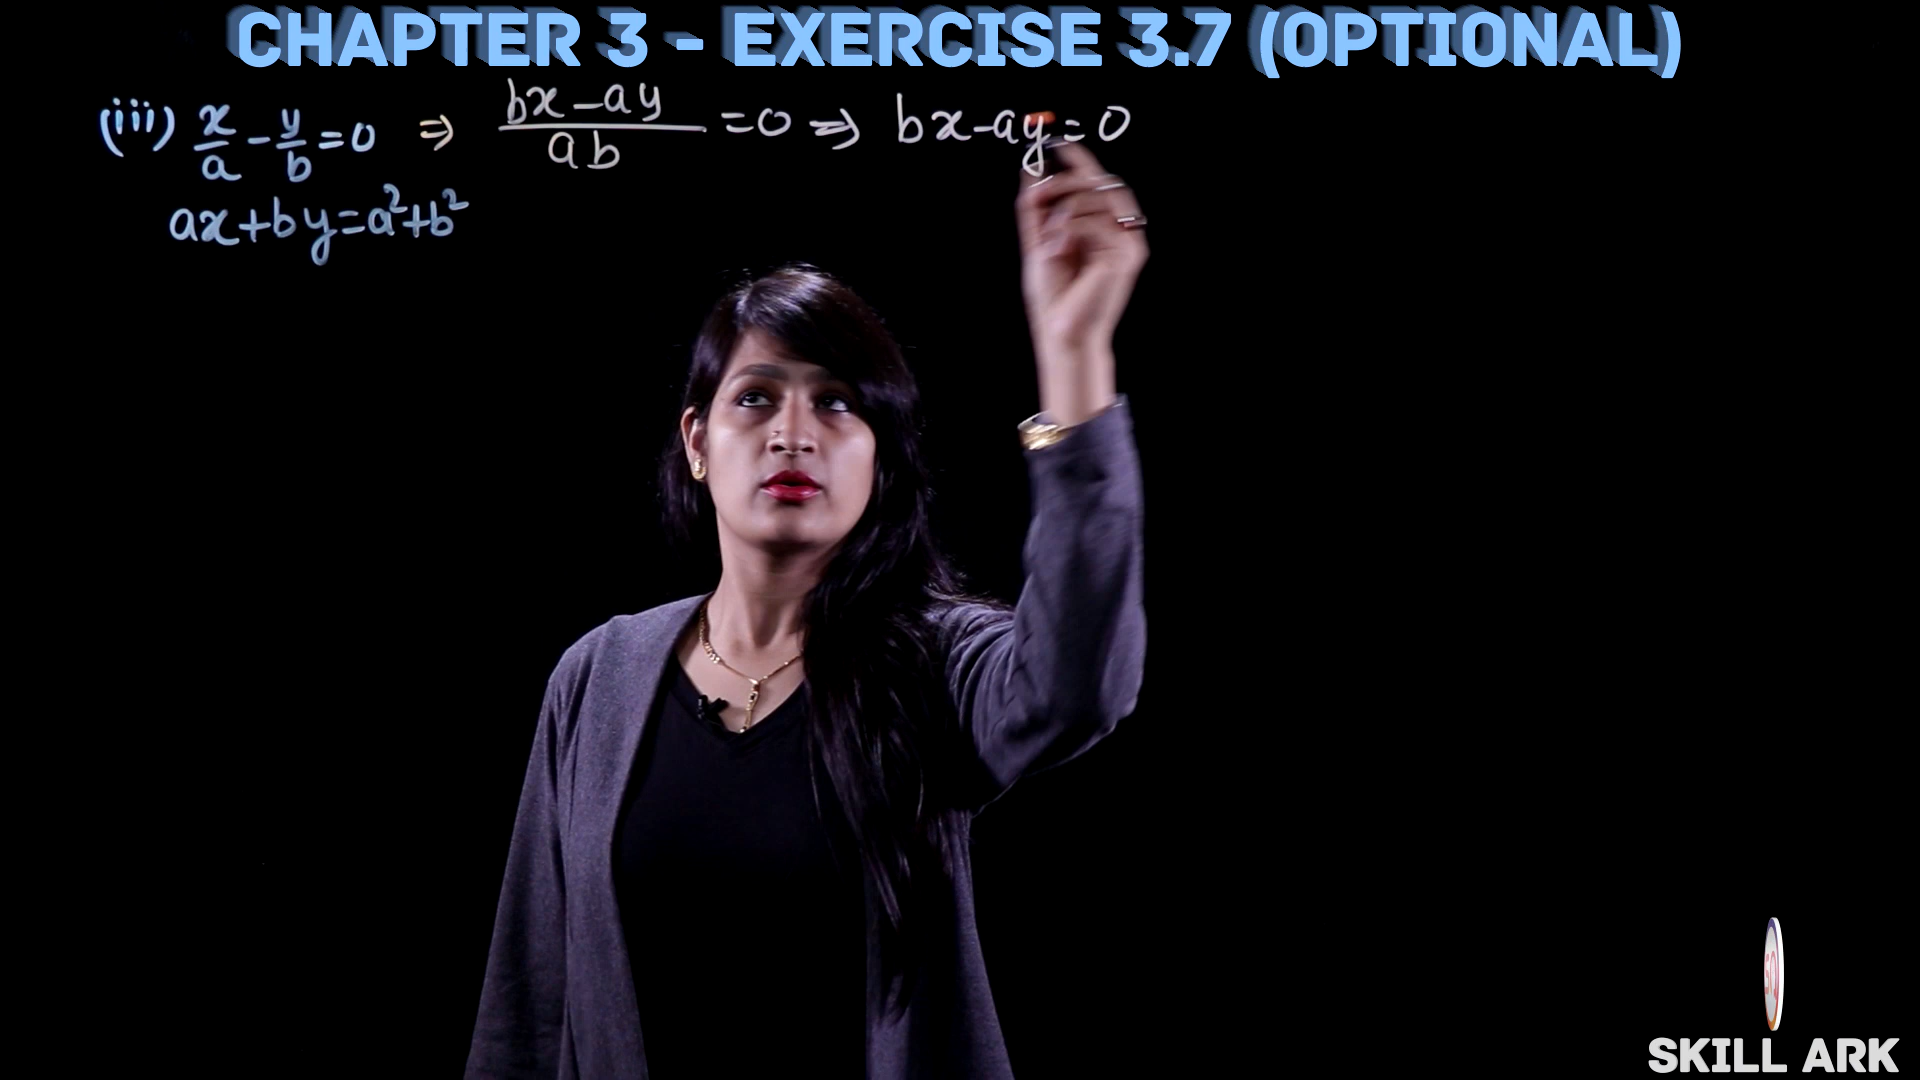 CHAPTER 3 - EXERCISE 3.7 (OPTIONAL)
(iii) x/a - y/b = 0 ⇒ (bx - ay)/ab = 0 ⇒ bx - ay = 0
ax + by = a² + b²
SKILL ARK